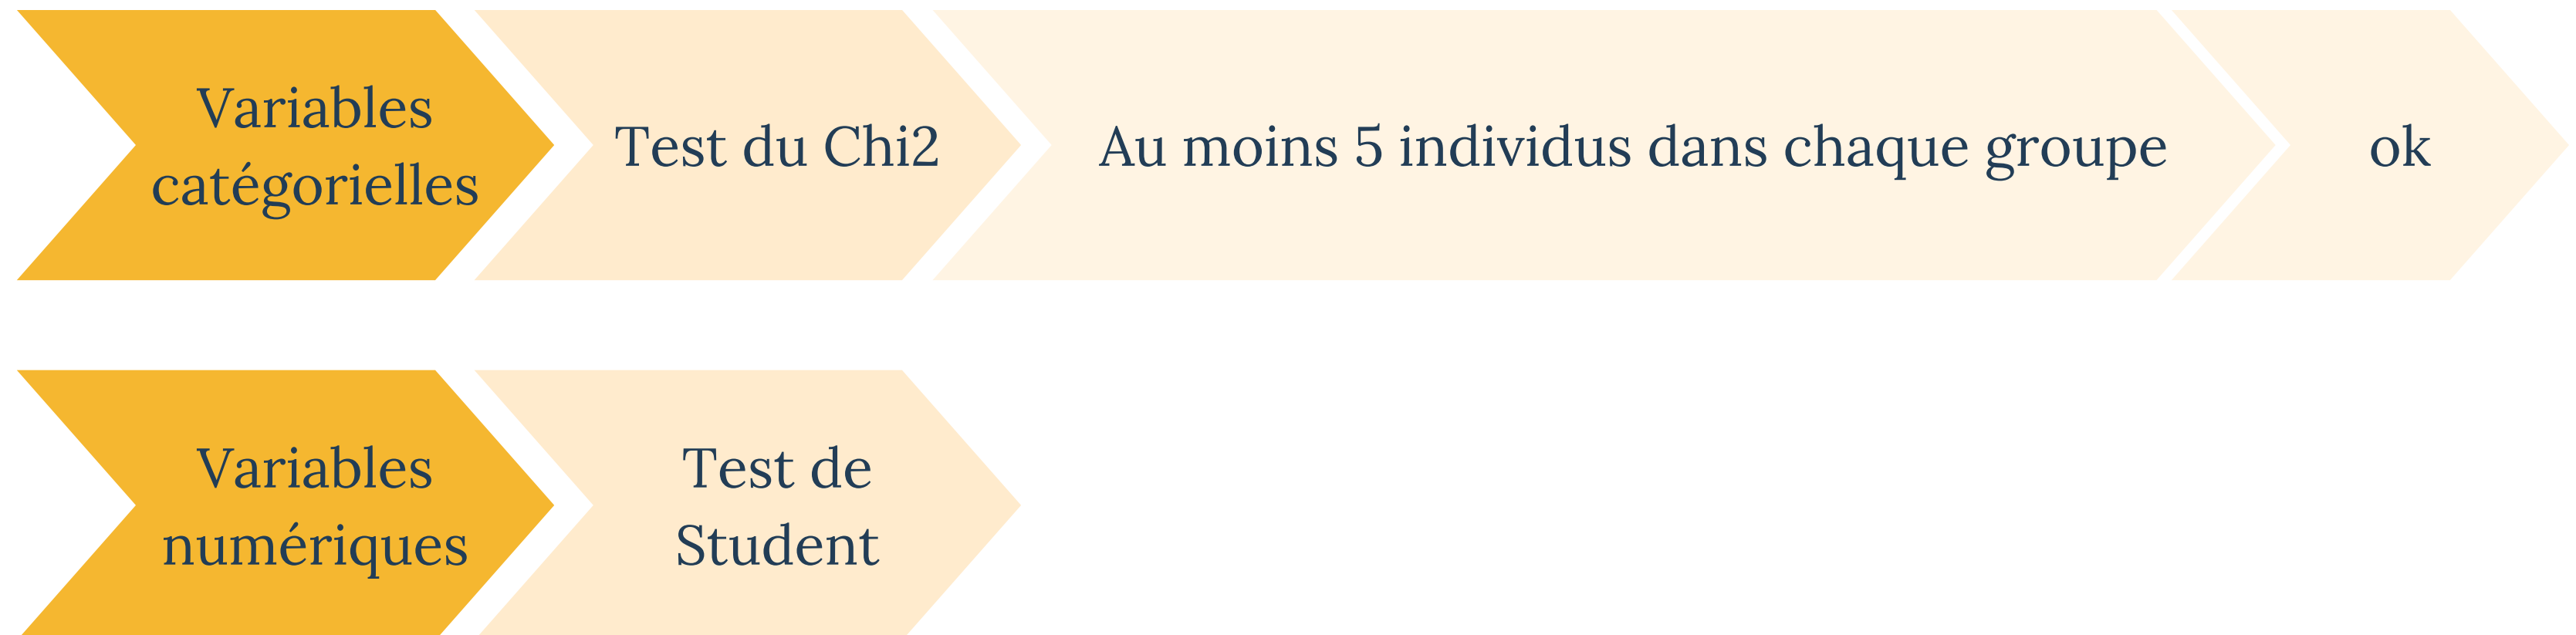 Variables
catégorielles
Test du Chi2
Au moins 5 individus dans chaque groupe
ok
Variables
numériques
Test de
Student